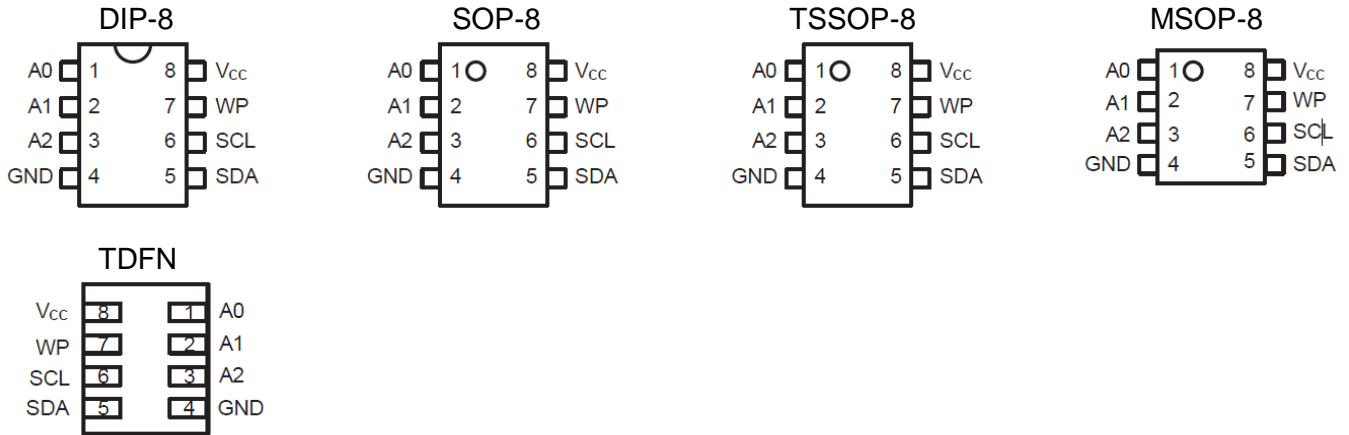 DIP-8 SOP-8 TSSOP-8 MSOP-8
A0 1 8 Vcc A0 1 8 Vcc A0 1 8 Vcc A0 1 8 Vcc
A1 2 7 WP A1 2 7 WP A1 2 7 WP A1 2 7 WP
A2 3 6 SCL A2 3 6 SCL A2 3 6 SCL A2 3 6 SCL
GND 4 5 SDA GND 4 5 SDA GND 4 5 SDA GND 4 5 SDA
TDFN
Vcc 8 1 A0
WP 7 2 A1
SCL 6 3 A2
SDA 5 4 GND